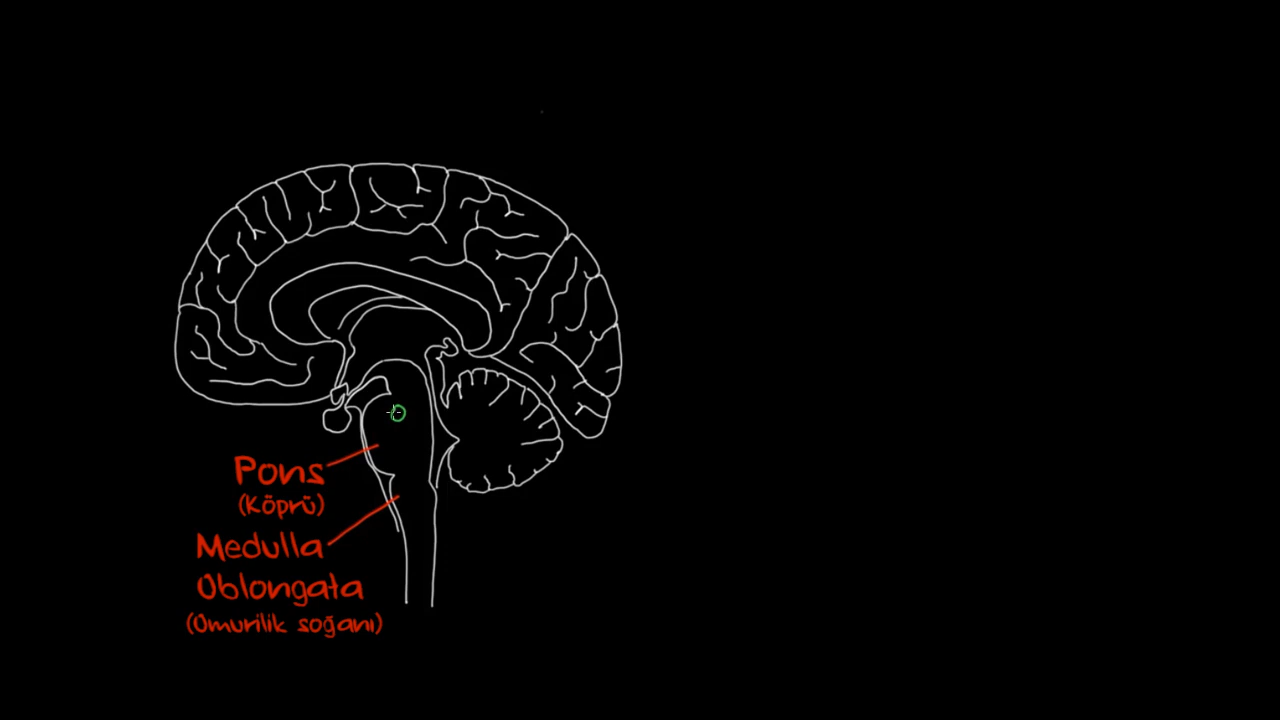 Pons
(Köprü)
Medulla
Oblongata
(Omurilik soğanı)